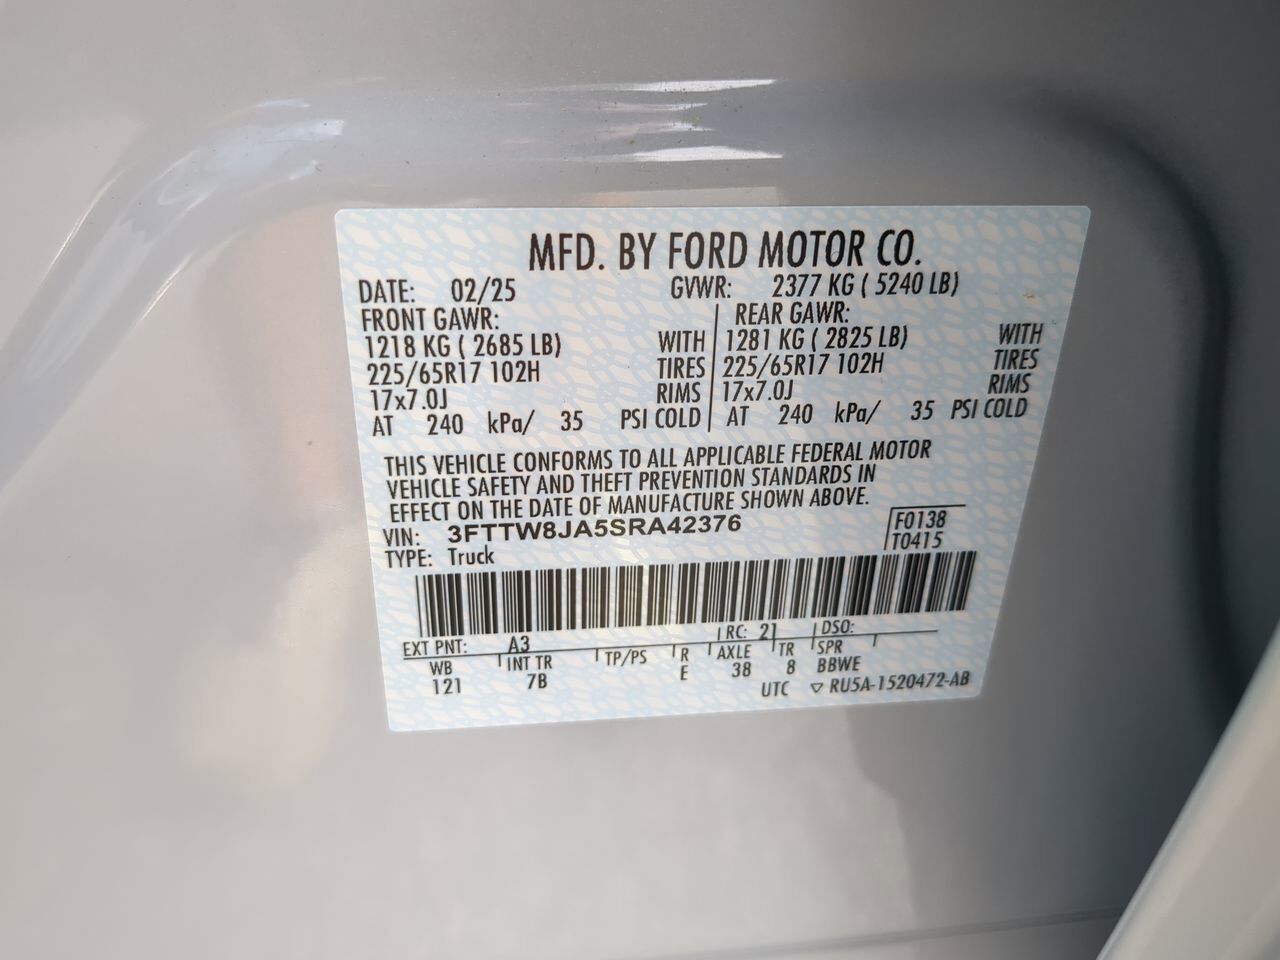 MFD. BY FORD MOTOR CO.
DATE: 02/25 GVWR: 2377 KG ( 5240 LB)
FRONT GAWR: REAR GAWR:
1218 KG ( 2685 LB) WITH 1281 KG ( 2825 LB) WITH
225/65R17 102H TIRES 225/65R17 102H TIRES
17x7.0J RIMS 17x7.0J RIMS
AT 240 kPa/ 35 PSI COLD AT 240 kPa/ 35 PSI COLD
THIS VEHICLE CONFORMS TO ALL APPLICABLE FEDERAL MOTOR
VEHICLE SAFETY AND THEFT PREVENTION STANDARDS IN
EFFECT ON THE DATE OF MANUFACTURE SHOWN ABOVE.
VIN: 3FTTW8JA5SRA42376 F0138
TYPE: Truck T0415
EXT PNT: A3 RC: 21 DSO:
WB INT TR TP/PS R AXLE TR SPR
121 7B E 38 8 BBWE
UTC ▽ RU5A-1520472-AB